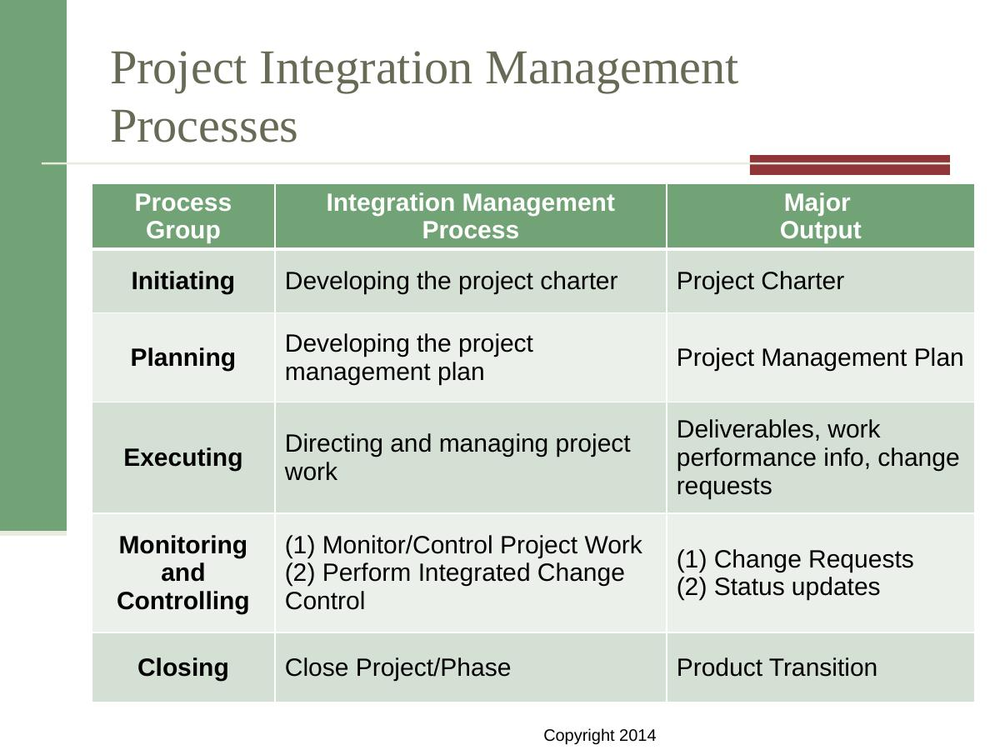 Project Integration Management
Processes
Process
Group
Integration Management
Process
Major
Output
Initiating
Developing the project charter
Project Charter
Planning
Developing the project
management plan
Project Management Plan
Executing
Directing and managing project
work
Deliverables, work
performance info, change
requests
Monitoring
and
Controlling
(1) Monitor/Control Project Work
(2) Perform Integrated Change
Control
(1) Change Requests
(2) Status updates
Closing
Close Project/Phase
Product Transition
Copyright 2014